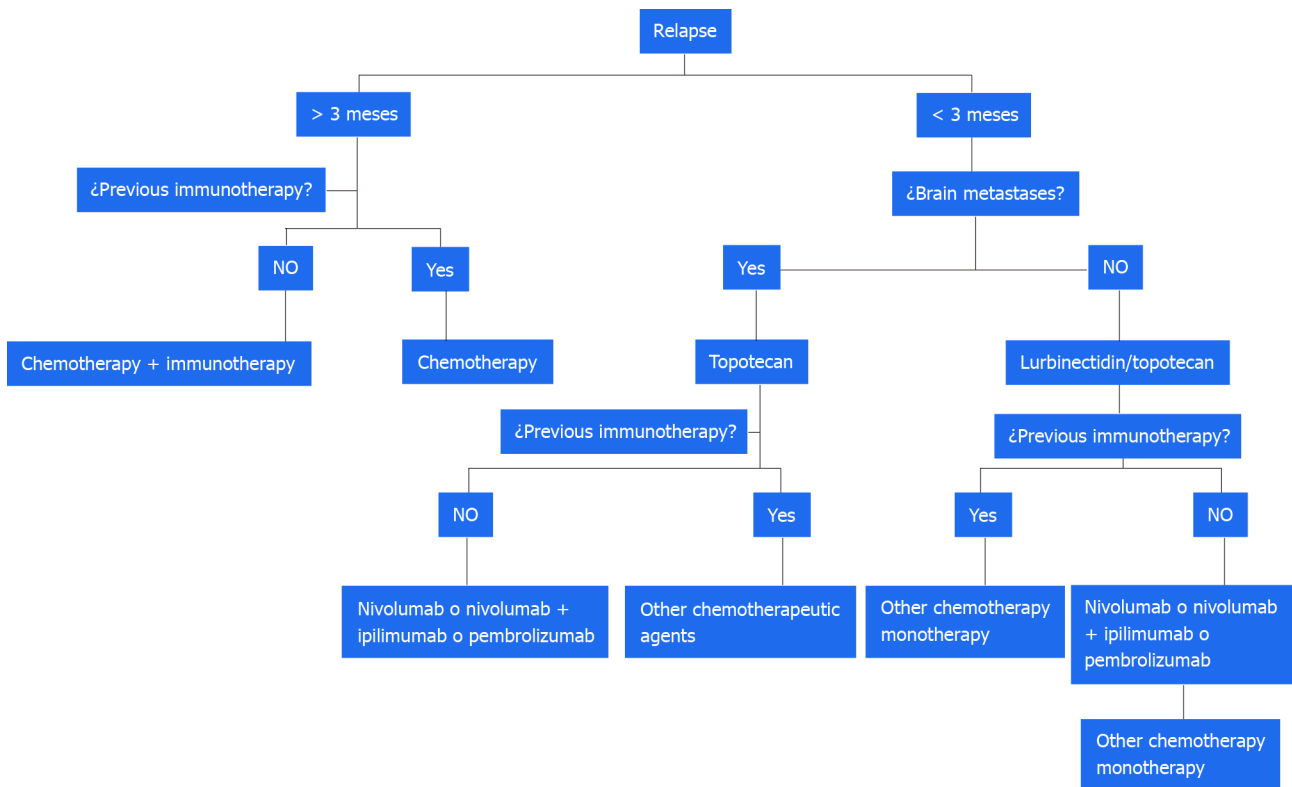 Relapse
> 3 meses
< 3 meses
¿Previous immunotherapy?
¿Brain metastases?
NO
Yes
Yes
NO
Chemotherapy + immunotherapy
Chemotherapy
Topotecan
Lurbinectidin/topotecan
¿Previous immunotherapy?
¿Previous immunotherapy?
NO
Yes
Yes
NO
Nivolumab o nivolumab +
ipilimumab o pembrolizumab
Other chemotherapeutic
agents
Other chemotherapy
monotherapy
Nivolumab o nivolumab
+ ipilimumab o
pembrolizumab
Other chemotherapy
monotherapy